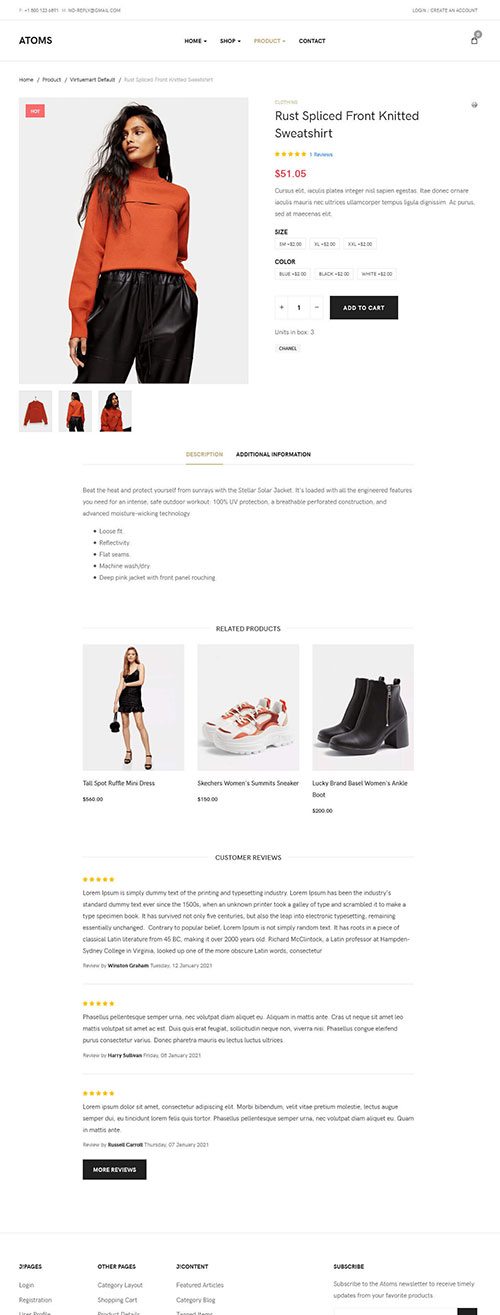 P. +1 800.123.6891 M. NO-REPLY@GMAIL.COM
LOGIN / CREATE AN ACCOUNT
ATOMS
HOME SHOP PRODUCT CONTACT
0
Home / Product / Virtuemart Default / Rust Spliced Front Knitted Sweatshirt
HOT
CLOTHING
Rust Spliced Front Knitted
Sweatshirt
1 Reviews
$51.05
Cursus elit, iaculis platea integer nisl sapien egestas. Itae donec ornare
iaculis mauris nec ultrices ullamcorper tempus ligula dignissim. Ac purus,
sed at maecenas elit.
SIZE
SM +$2.00 XL +$2.00 XXL +$2.00
COLOR
BLUE +$2.00 BLACK +$2.00 WHITE +$2.00
+ 1 −
ADD TO CART
Units in box: 3
CHANEL
DESCRIPTION ADDITIONAL INFORMATION
Beat the heat and protect yourself from sunrays with the Stellar Solar Jacket. It's loaded with all the engineered features
you need for an intense, safe outdoor workout: 100% UV protection, a breathable perforated construction, and
advanced moisture-wicking technology.
• Loose fit.
• Reflectivity.
• Flat seams.
• Machine wash/dry.
• Deep pink jacket with front panel rouching.
RELATED PRODUCTS
Tall Spot Ruffle Mini Dress
$560.00
Skechers Women's Summits Sneaker
$150.00
Lucky Brand Basel Women's Ankle
Boot
$200.00
CUSTOMER REVIEWS
Lorem Ipsum is simply dummy text of the printing and typesetting industry. Lorem Ipsum has been the industry's
standard dummy text ever since the 1500s, when an unknown printer took a galley of type and scrambled it to make a
type specimen book. It has survived not only five centuries, but also the leap into electronic typesetting, remaining
essentially unchanged. Contrary to popular belief, Lorem Ipsum is not simply random text. It has roots in a piece of
classical Latin literature from 45 BC, making it over 2000 years old. Richard McClintock, a Latin professor at Hampden-
Sydney College in Virginia, looked up one of the more obscure Latin words, consectetur
Review by Winston Graham Tuesday, 12 January 2021
Phasellus pellentesque semper urna, nec volutpat diam aliquet eu. Aliquam in mattis ante. Cras ut neque sit amet leo
mattis volutpat sit amet ac est. Duis quis erat feugiat, sollicitudin neque non, viverra nisi. Phasellus congue eleifend
purus consectetur varius. Donec pharetra mauris eu lectus luctus ultrices.
Review by Harry Sullivan Friday, 08 January 2021
Lorem ipsum dolor sit amet, consectetur adipiscing elit. Morbi bibendum, velit vitae pretium molestie, lectus augue
semper dui, eu tincidunt lorem felis quis tortor. Phasellus pellentesque semper urna, nec volutpat diam aliquet eu. Quam
in mattis ante.
Review by Russell Carroll Thursday, 07 January 2021
MORE REVIEWS
J!PAGES OTHER PAGES J!CONTENT SUBSCRIBE
Login Category Layout Featured Articles
Subscribe to the Atoms newsletter to receive timely
updates from your favorite products.
Registration Shopping Cart Category Blog
User Profile Product Details Tagged Items